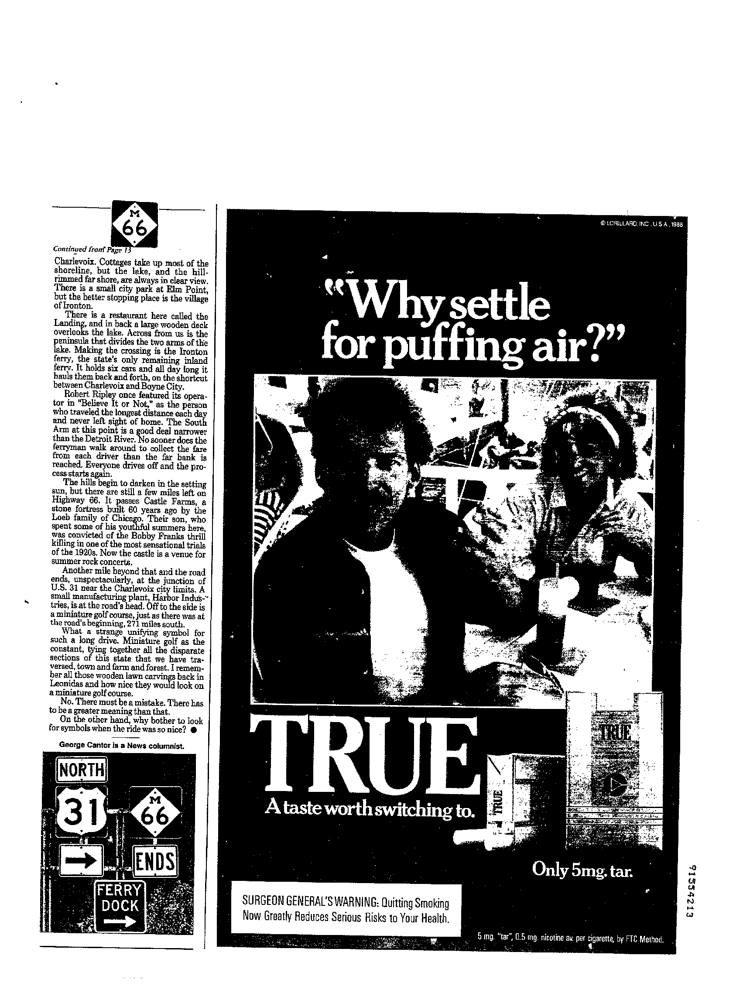 M
66
Continued from Page 13
Charlevoix. Cottages take up most of the
shoreline, but the lake, and the hill-
rimmed far shore, are always in clear view.
There is a small city park at Elm Point,
but the better stopping place is the village
of Ironton.
There is a restaurant here called the
Landing, and in back a large wooden deck
overlooks the lake. Across from us is the
peninsula that divides the two arms of the
lake. Making the crossing is the Ironton
ferry, the state's only remaining inland
ferry. It holds six cars and all day long it
hauls them back and forth, on the shortcut
between Charlevoix and Boyne City.
Robert Ripley once featured its opera-
tor in "Believe It or Not," as the person
who traveled the longest distance each day
and never left sight of home. The South
Arm at this point is a good deal narrower
than the Detroit River. No sooner does the
ferryman walk around to collect the fare
from each driver than the far bank is
reached. Everyone drives off and the pro-
cess starts again.
The hills begin to darken in the setting
sun, but there are still a few miles left on
Highway 66. It passes Castle Farms, a
stone fortress built 60 years ago by the
Loeb family of Chicago. Their son, who
spent some of his youthful summers here,
was convicted of the Bobby Franks thrill
killing in one of the most sensational trials
of the 1920s. Now the castle is a venue for
summer rock concerts.
Another mile beyond that and the road
ends, unspectacularly, at the junction of
U.S. 31 near the Charlevoix city limits. A
small manufacturing plant, Harbor Indus-
tries, is at the road's head. Off to the side is
a miniature golf course, just as there was at
the road's beginning, 271 miles south.
What a strange unifying symbol for
such a long drive. Miniature golf as the
constant, tying together all the disparate
sections of this state that we have tra-
versed, town and farm and forest. I remem-
ber all those wooden lawn carvings back in
Leonidas and how nice they would look on
a miniature golf course.
No. There must be a mistake. There has
to be a greater meaning than that.
On the other hand, why bother to look
for symbols when the ride was so nice? ●
George Cantor is a News columnist.
NORTH
31
M
66
ENDS
FERRY
DOCK
© LORILLARD, INC., U.S.A., 1988
"Why settle
for puffing air?"
TRUE
A taste worth switching to.
TRUE
TRUE
Only 5mg. tar.
SURGEON GENERAL'S WARNING: Quitting Smoking
Now Greatly Reduces Serious Risks to Your Health.
5 mg. "tar", 0.5 mg. nicotine av. per cigarette, by FTC Method.
91554213